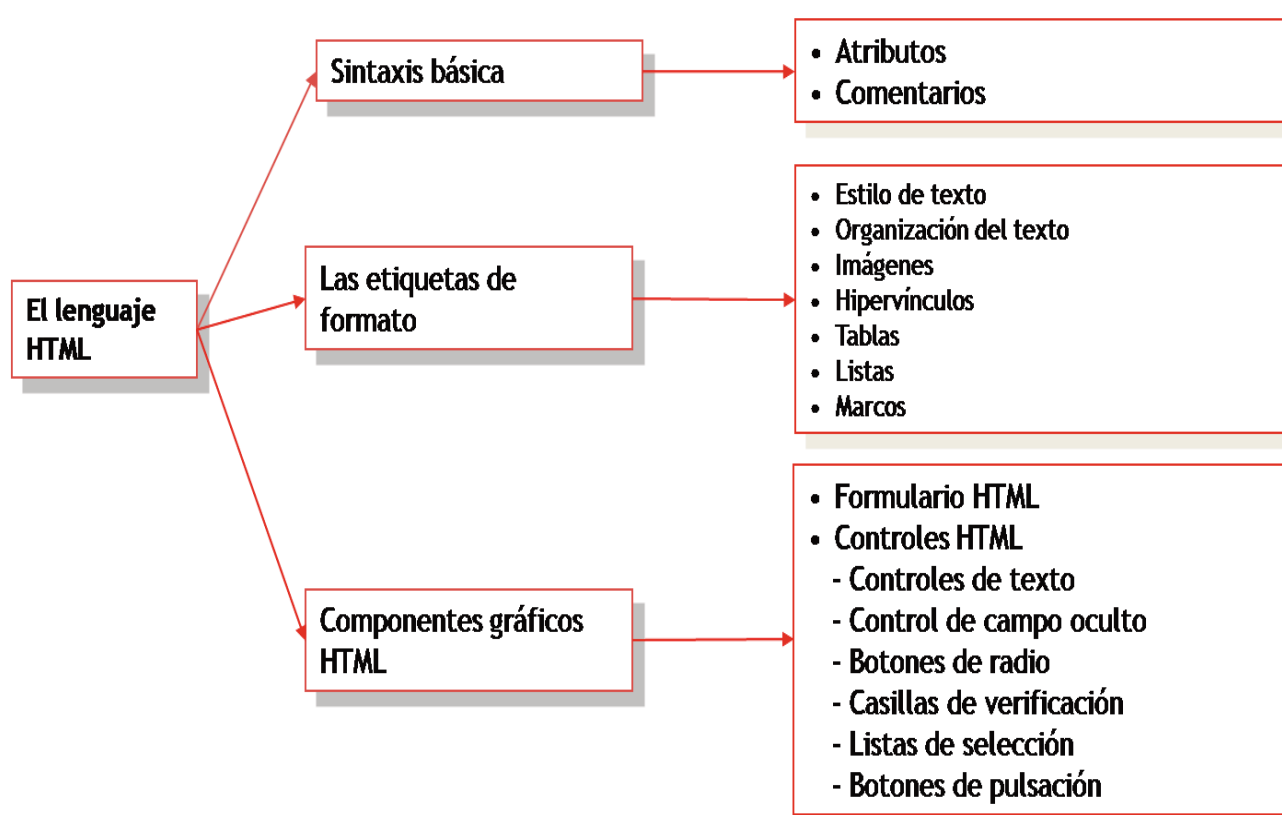 El lenguaje
HTML
Sintaxis básica
• Atributos
• Comentarios
Las etiquetas de
formato
• Estilo de texto
• Organización del texto
• Imágenes
• Hipervínculos
• Tablas
• Listas
• Marcos
Componentes gráficos
HTML
• Formulario HTML
• Controles HTML
- Controles de texto
- Control de campo oculto
- Botones de radio
- Casillas de verificación
- Listas de selección
- Botones de pulsación